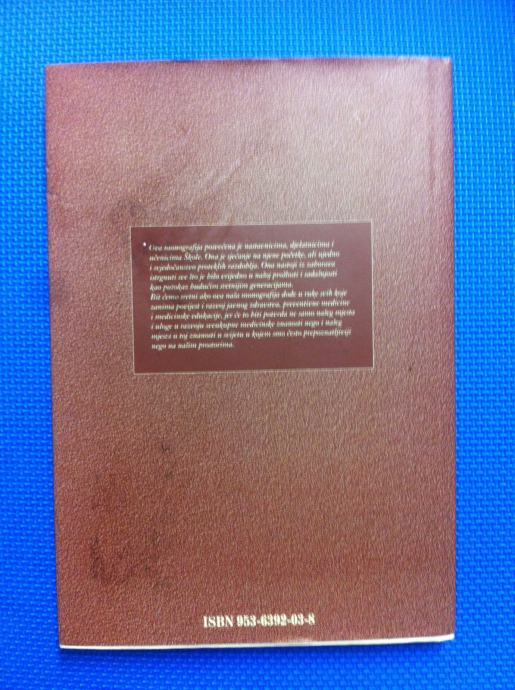 Ova monografija posvećena je nastavnicima, djelatnicima i
učenicima Škole. Ona je sjećanje na njene početke, ali ujedno
i svjedočanstvo proteklih razdoblja. Ona nastoji iz zaborava
istrgnuti sve što je bilo vrijedno u našoj prošlosti i sadašnjosti
kao putokaz budućim sretnijim generacijama.
Bit ćemo sretni ako ova naša monografija dođe u ruke svih koje
zanima povijest i razvoj javnog zdravstva, preventivne medicine
i medicinske edukacije, jer će to biti potvrda ne samo našeg mjesta
i uloge u razvoju sveukupne medicinske znanosti nego i našeg
mjesta u toj znanosti u svijetu u kojem smo često prepoznatljiviji
nego na našim prostorima.
ISBN 953-6392-03-8